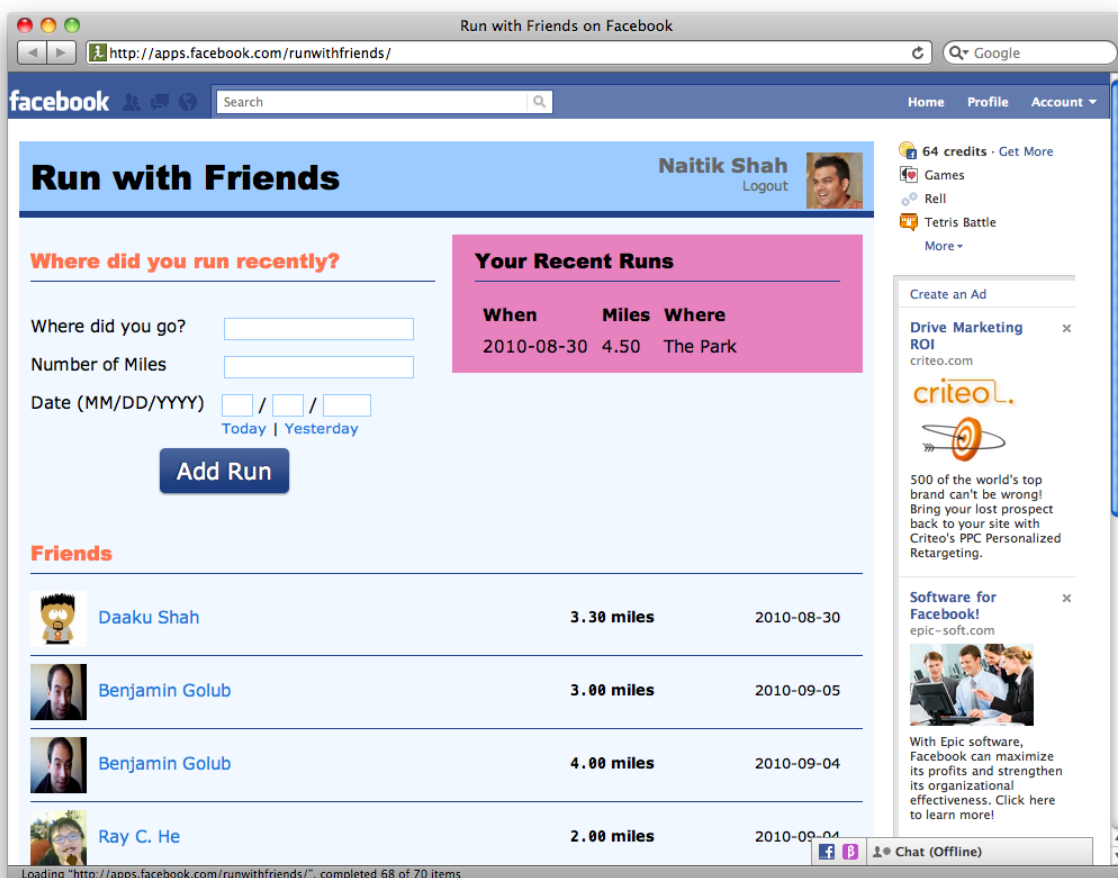 Run with Friends on Facebook
http://apps.facebook.com/runwithfriends/
Google
facebook
Search
Home Profile Account
Run with Friends
Naitik Shah
Logout
64 credits · Get More
Games
Rell
Tetris Battle
More
Where did you run recently?
Where did you go?
Number of Miles
Date (MM/DD/YYYY) / /
Today | Yesterday
Add Run
Your Recent Runs
When Miles Where
2010-08-30 4.50 The Park
Friends
Daaku Shah 3.30 miles 2010-08-30
Benjamin Golub 3.00 miles 2010-09-05
Benjamin Golub 4.00 miles 2010-09-04
Ray C. He 2.00 miles 2010-09-04
Create an Ad
Drive Marketing
ROI
criteo.com
criteo.
500 of the world's top
brand can't be wrong!
Bring your lost prospect
back to your site with
Criteo's PPC Personalized
Retargeting.
Software for
Facebook!
epic-soft.com
With Epic software,
Facebook can maximize
its profits and strengthen
its organizational
effectiveness. Click here
to learn more!
Chat (Offline)
Loading "http://apps.facebook.com/runwithfriends/", completed 68 of 70 items